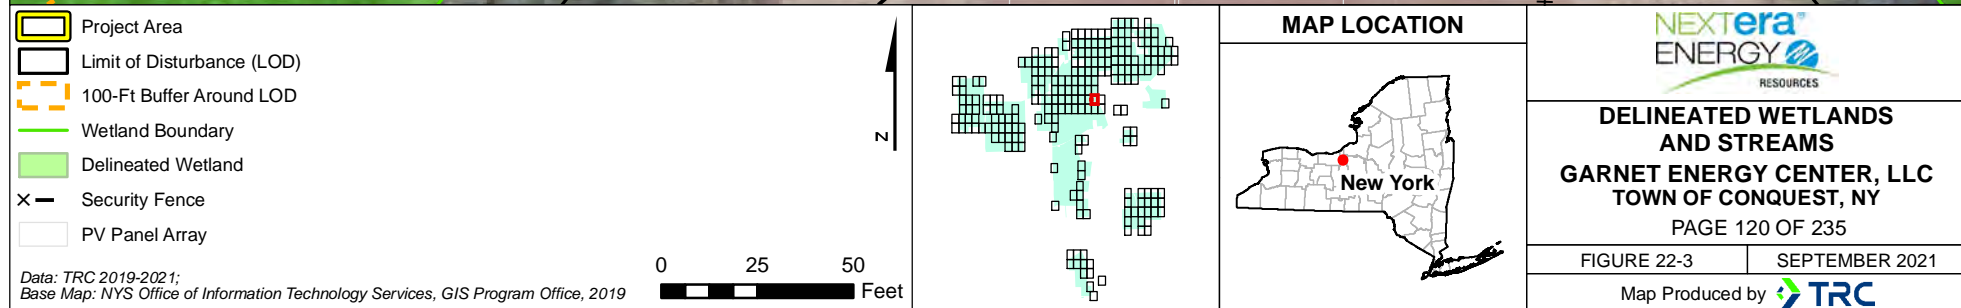 Project Area
Limit of Disturbance (LOD)
100-Ft Buffer Around LOD
Wetland Boundary
Delineated Wetland
Security Fence
PV Panel Array
Data: TRC 2019-2021;
Base Map: NYS Office of Information Technology Services, GIS Program Office, 2019
Z
0 25 50
Feet
MAP LOCATION
New York
NEXTera®
ENERGY
RESOURCES
DELINEATED WETLANDS
AND STREAMS
GARNET ENERGY CENTER, LLC
TOWN OF CONQUEST, NY
PAGE 120 OF 235
FIGURE 22-3
SEPTEMBER 2021
Map Produced by TRC